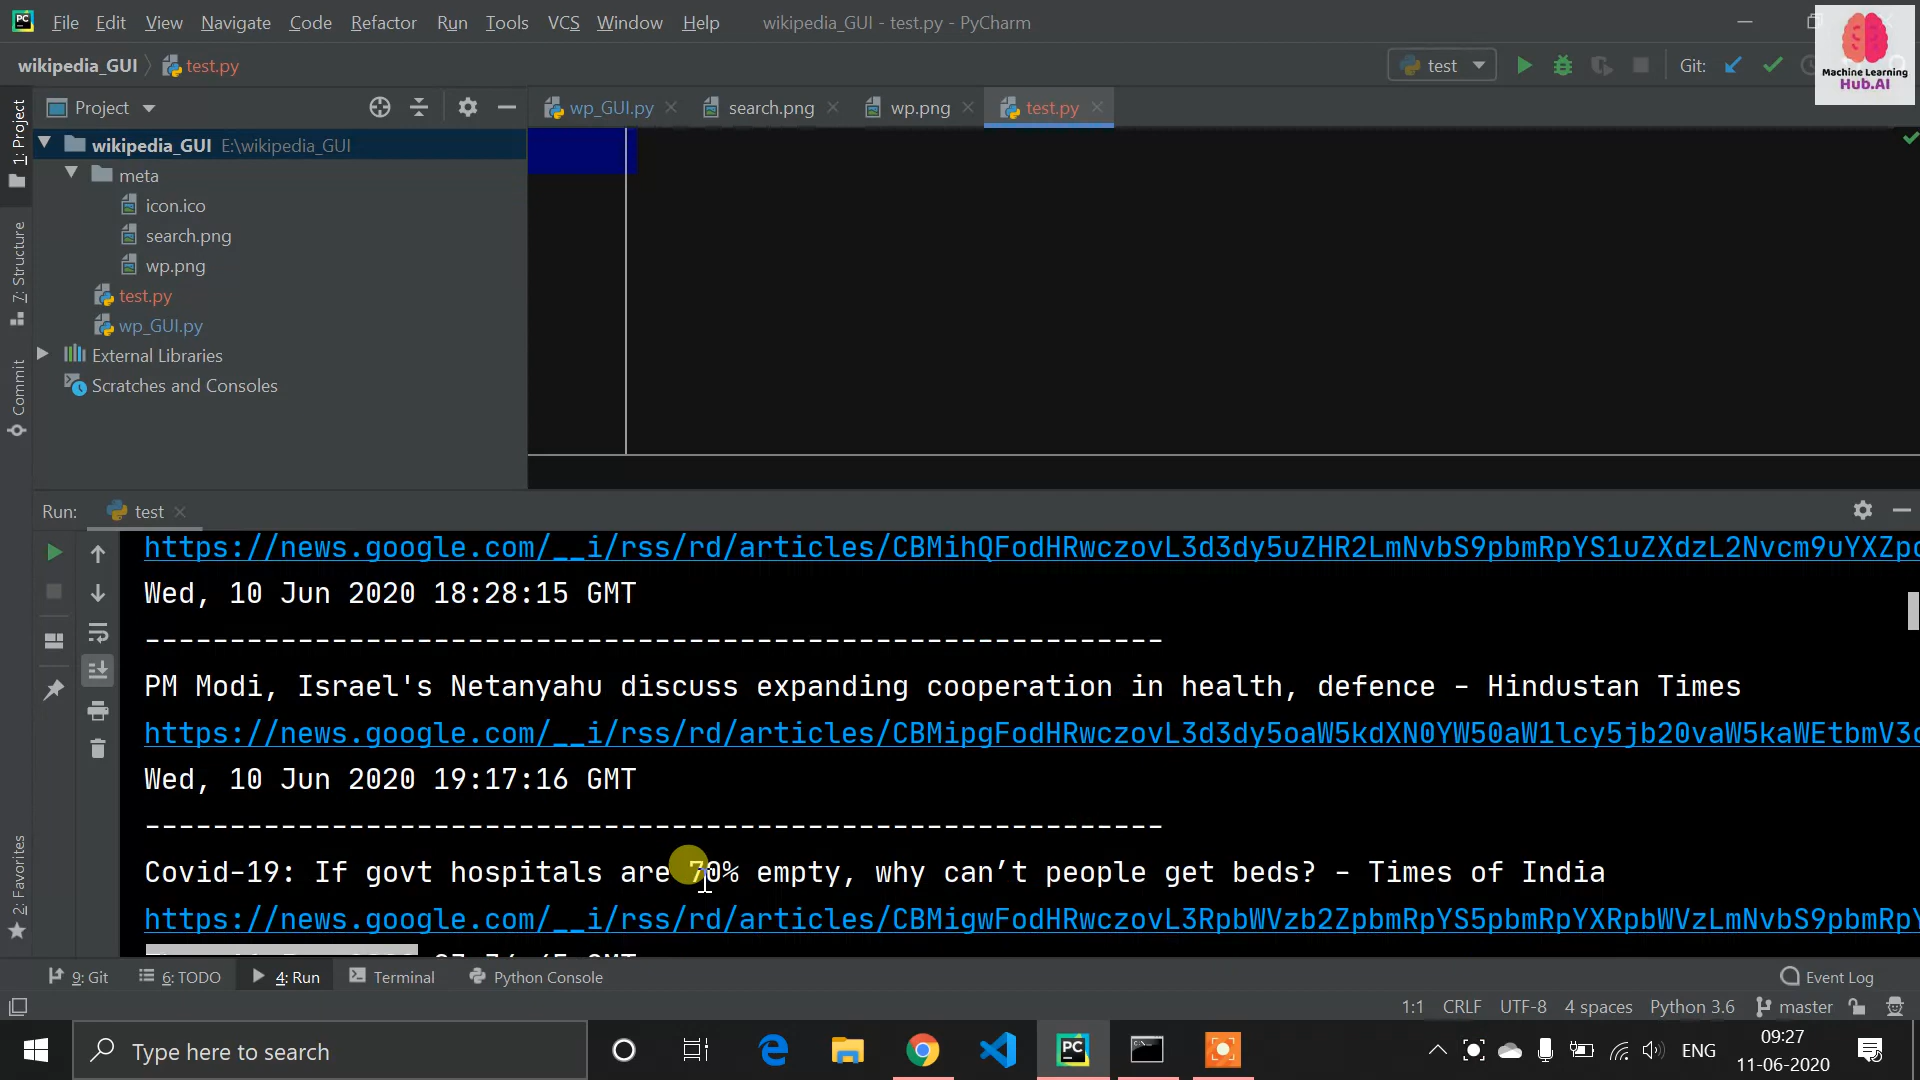 File Edit View Navigate Code Refactor Run Tools VCS Window Help wikipedia_GUI - test.py - PyCharm
Machine Learning
Hub.AI
wikipedia_GUI test.py test Git:
Project wp_GUI.py search.png wp.png test.py
1: Project
wikipedia_GUI E:\wikipedia_GUI
meta
icon.ico
search.png
wp.png
test.py
wp_GUI.py
External Libraries
Scratches and Consoles
7: Structure
Commit
2: Favorites
Run: test
https://news.google.com/__i/rss/rd/articles/CBMihQFodHRwczovL3d3dy5uZHR2LmNvbS9pbmRpYS1uZXdzL2Nvcm9uYXZpc
Wed, 10 Jun 2020 18:28:15 GMT
------------------------------------------------------------
PM Modi, Israel's Netanyahu discuss expanding cooperation in health, defence - Hindustan Times
https://news.google.com/__i/rss/rd/articles/CBMipgFodHRwczovL3d3dy5oaW5kdXN0YW50aW1lcy5jb20vaW5kaWEtbmV3c
Wed, 10 Jun 2020 19:17:16 GMT
------------------------------------------------------------
Covid-19: If govt hospitals are 70% empty, why can’t people get beds? - Times of India
https://news.google.com/__i/rss/rd/articles/CBMigwFodHRwczovL3RpbWVzb2ZpbmRpYS5pbmRpYXRpbWVzLmNvbS9pbmRpY
9: Git 6: TODO 4: Run Terminal Python Console Event Log
1:1 CRLF UTF-8 4 spaces Python 3.6 master
Type here to search
PC
ENG
09:27
11-06-2020